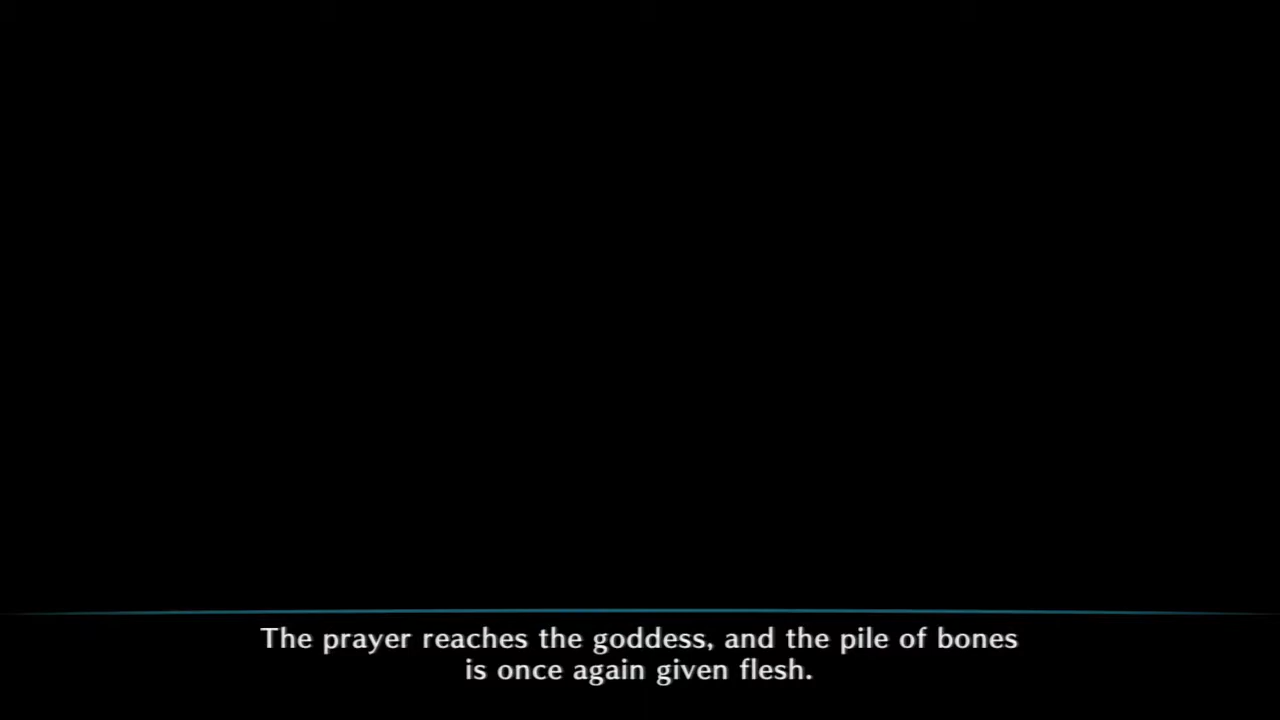 The prayer reaches the goddess, and the pile of bones
is once again given flesh.